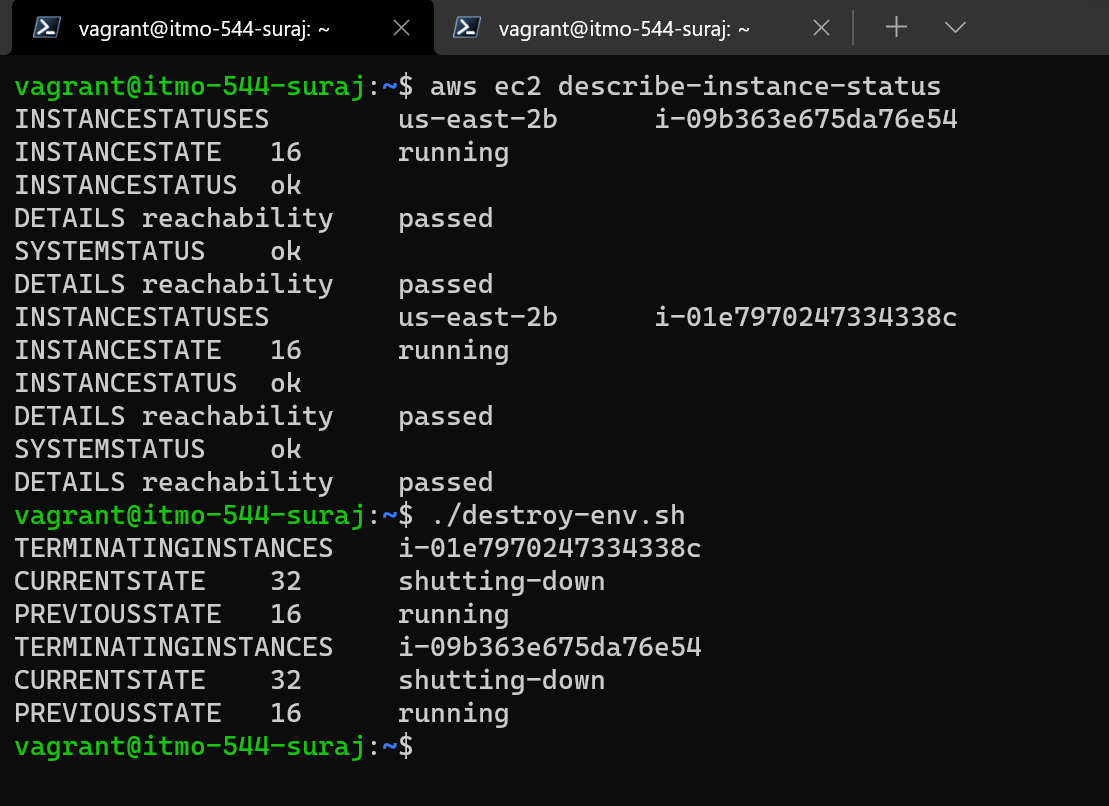 vagrant@itmo-544-suraj: ~ vagrant@itmo-544-suraj: ~
vagrant@itmo-544-suraj:~$ aws ec2 describe-instance-status
INSTANCESTATUSES us-east-2b i-09b363e675da76e54
INSTANCESTATE 16 running
INSTANCESTATUS ok
DETAILS reachability passed
SYSTEMSTATUS ok
DETAILS reachability passed
INSTANCESTATUSES us-east-2b i-01e7970247334338c
INSTANCESTATE 16 running
INSTANCESTATUS ok
DETAILS reachability passed
SYSTEMSTATUS ok
DETAILS reachability passed
vagrant@itmo-544-suraj:~$ ./destroy-env.sh
TERMINATINGINSTANCES i-01e7970247334338c
CURRENTSTATE 32 shutting-down
PREVIOUSSTATE 16 running
TERMINATINGINSTANCES i-09b363e675da76e54
CURRENTSTATE 32 shutting-down
PREVIOUSSTATE 16 running
vagrant@itmo-544-suraj:~$